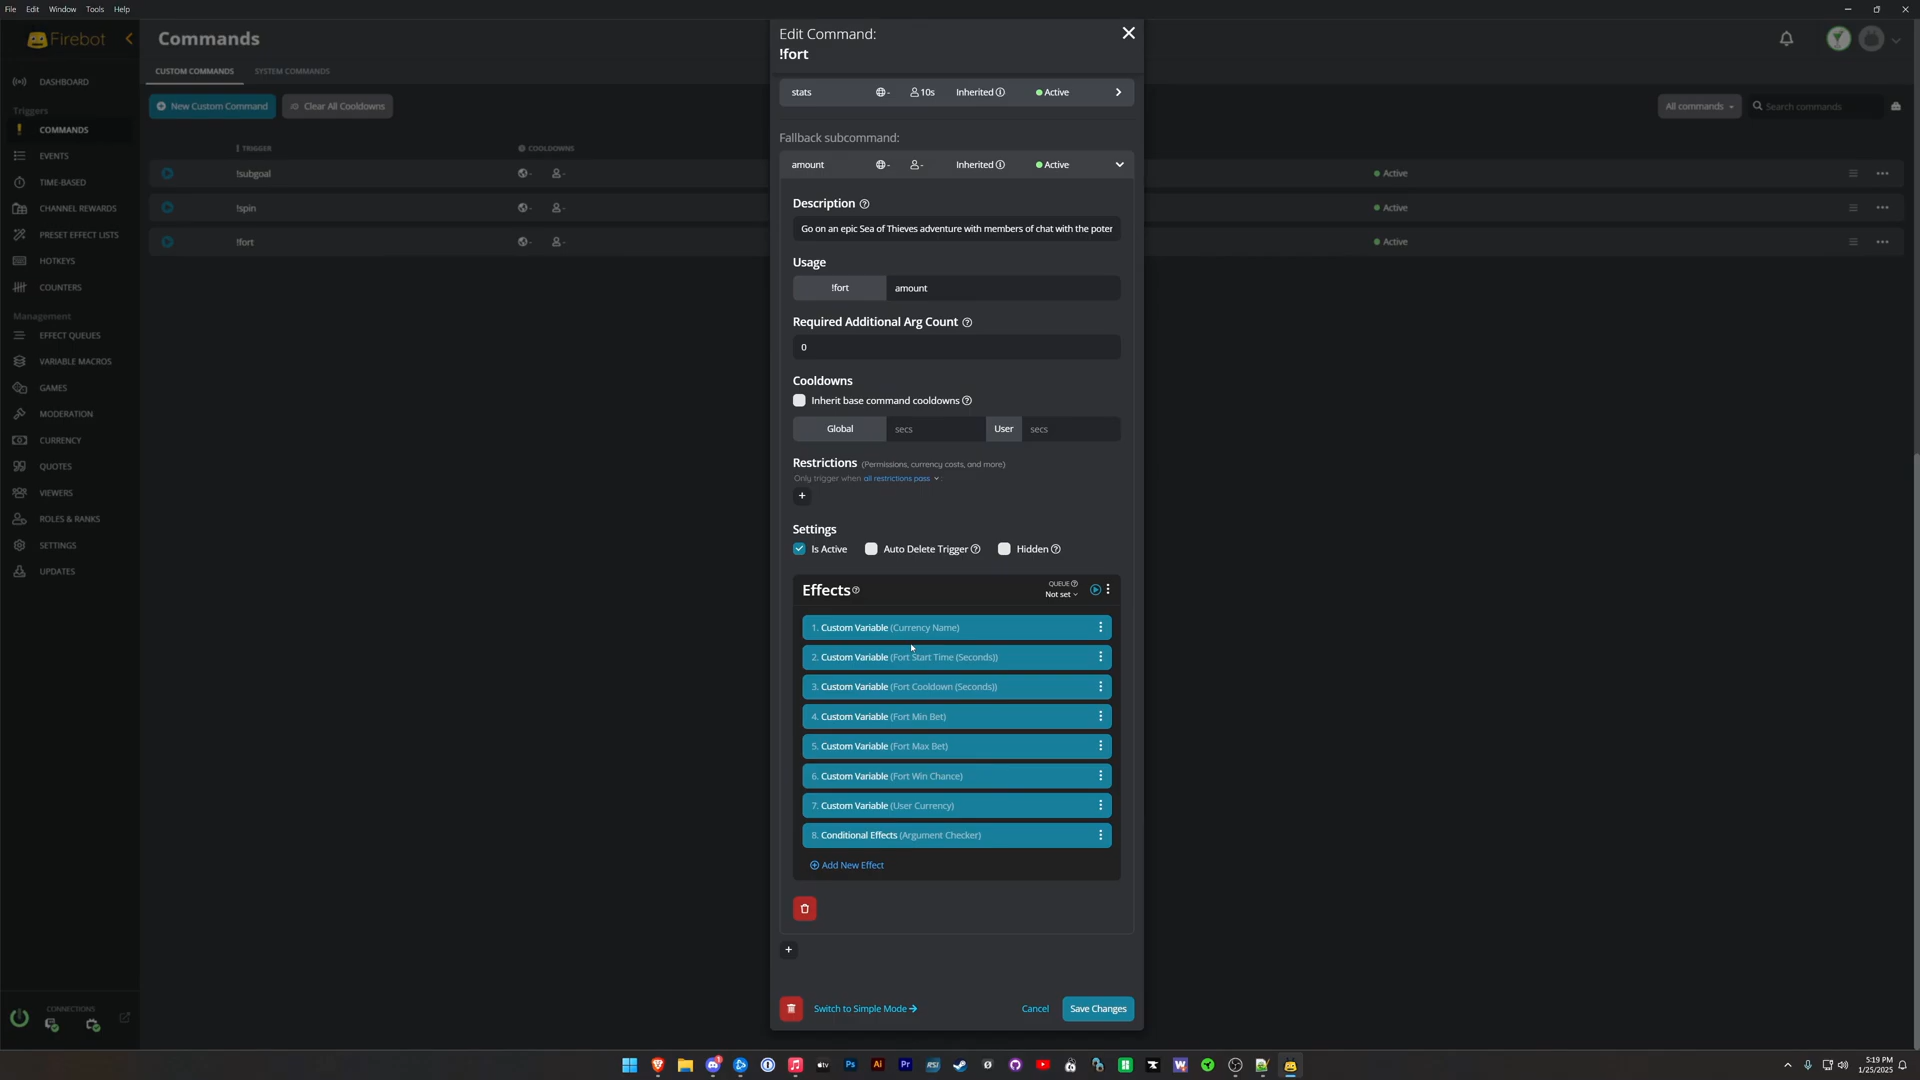 File Edit Window Tools Help
Firebot
Commands
CUSTOM COMMANDS SYSTEM COMMANDS
New Custom Command Clear All Cooldowns
All commands Search commands
TRIGGER COOLDOWNS
!subgoal - - Active
!spin - - Active
!fort - - Active
DASHBOARD
Triggers
COMMANDS
EVENTS
TIME-BASED
CHANNEL REWARDS
PRESET EFFECT LISTS
HOTKEYS
COUNTERS
Management
EFFECT QUEUES
VARIABLE MACROS
GAMES
MODERATION
CURRENCY
QUOTES
VIEWERS
ROLES & RANKS
SETTINGS
UPDATES
CONNECTIONS
Edit Command:
!fort
stats - 10s Inherited Active
Fallback subcommand:
amount - - Inherited Active
Description
Go on an epic Sea of Thieves adventure with members of chat with the poter
Usage
!fort amount
Required Additional Arg Count
0
Cooldowns
Inherit base command cooldowns
Global secs User secs
Restrictions (Permissions, currency costs, and more)
Only trigger when all restrictions pass :
+
Settings
Is Active Auto Delete Trigger Hidden
Effects
QUEUE
Not set
1. Custom Variable (Currency Name)
2. Custom Variable (Fort Start Time (Seconds))
3. Custom Variable (Fort Cooldown (Seconds))
4. Custom Variable (Fort Min Bet)
5. Custom Variable (Fort Max Bet)
6. Custom Variable (Fort Win Chance)
7. Custom Variable (User Currency)
8. Conditional Effects (Argument Checker)
Add New Effect
+
Switch to Simple Mode
Cancel Save Changes
tv Ps Ai Pr RSI W
5:19 PM
1/25/2025